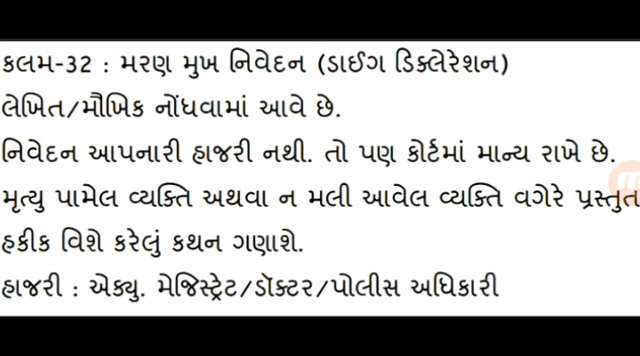 કલમ-32 : મરણ મુખ નિવેદન (ડાઈગ ડિક્લેરેશન)
લેખિત/મૌખિક નોંધવામાં આવે છે.
નિવેદન આપનારી હાજરી નથી. તો પણ કોર્ટમાં માન્ય રાખે છે.
મૃત્યુ પામેલ વ્યક્તિ અથવા ન મલી આવેલ વ્યક્તિ વગેરે પ્રસ્તુત
હકીક વિશે કરેલું કથન ગણાશે.
હાજરી : એક્યુ. મેજિસ્ટ્રેટ/ડૉક્ટર/પોલીસ અધિકારી